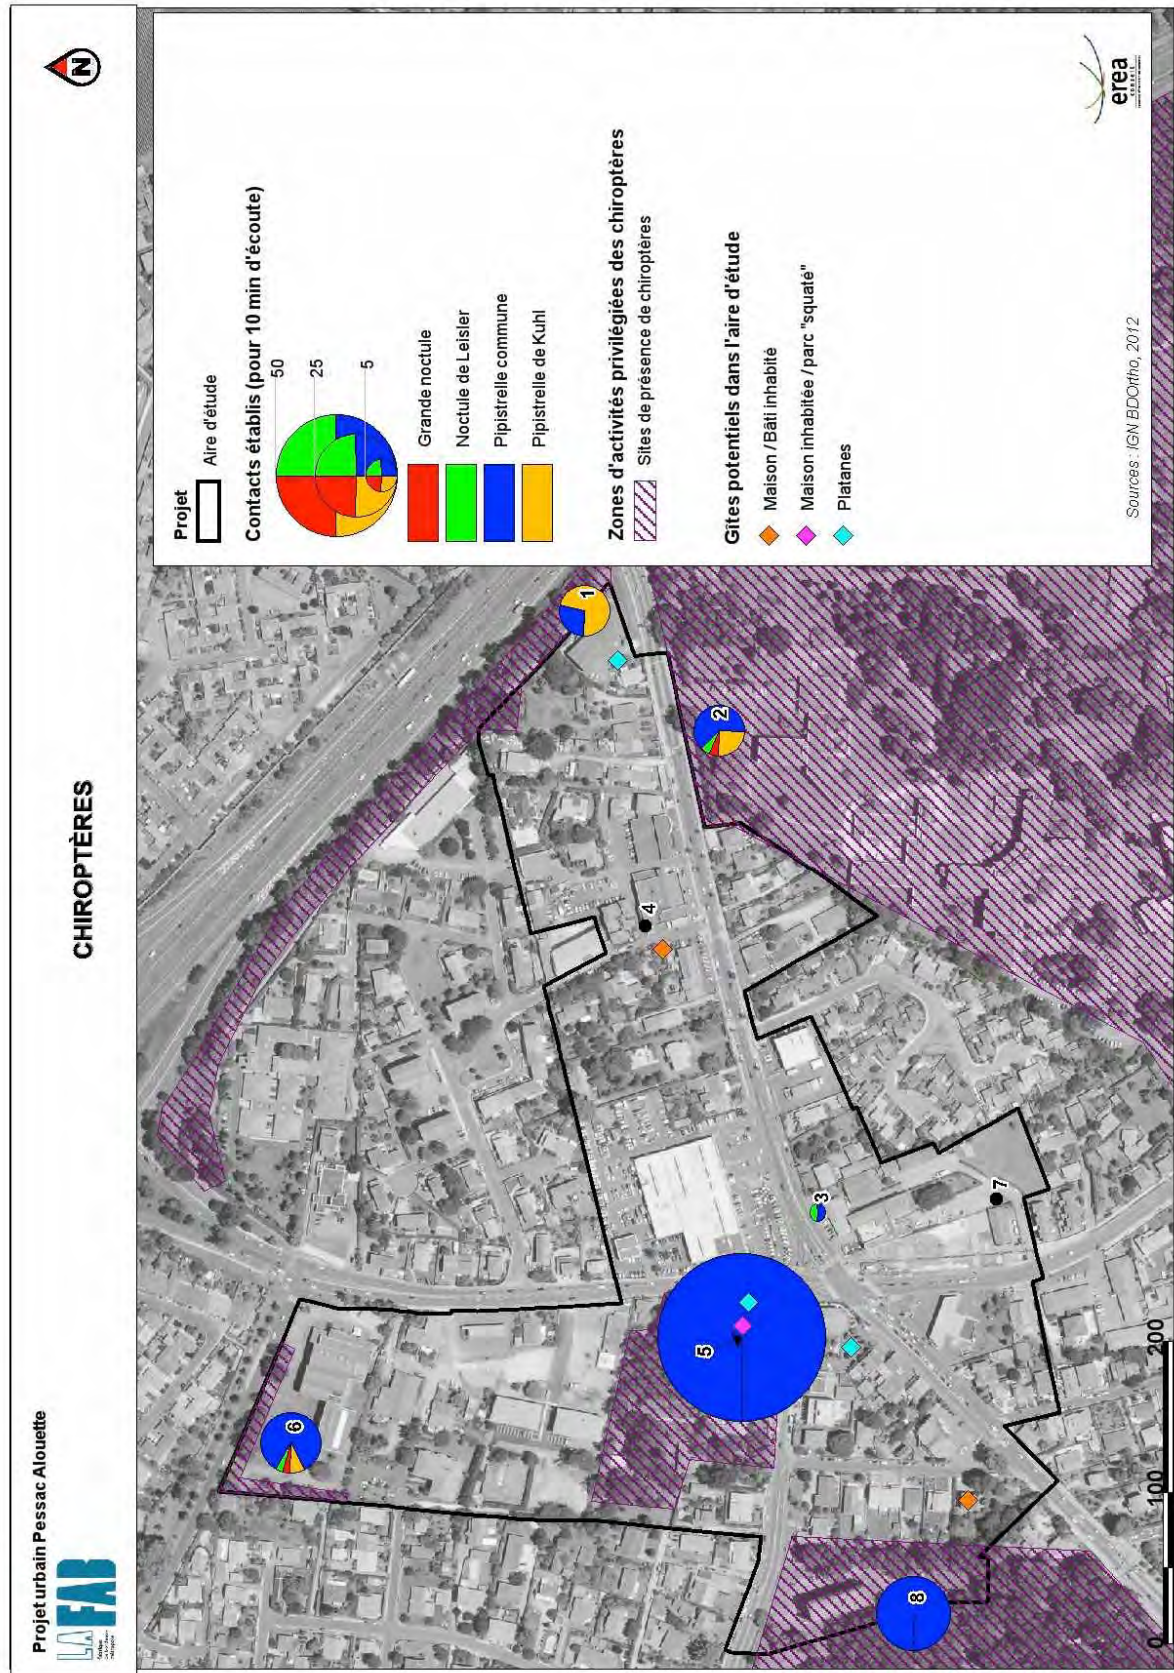 Projet urbain Pessac Alouette
LA FAB
CHIROPTÈRES
N
Projet
Aire d'étude
Contacts établis (pour 10 min d'écoute)
50
25
5
Grande noctule
Noctule de Leisler
Pipistrelle commune
Pipistrelle de Kuhl
Zones d'activités privilégiées des chiroptères
Sites de présence de chiroptères
Gîtes potentiels dans l'aire d'étude
Maison / Bâti inhabité
Maison inhabitée / parc "squaté"
Platanes
Sources : IGN BDOrtho, 2012
erea
CONSEIL
6
5
8
3
7
4
2
1
0
100
200